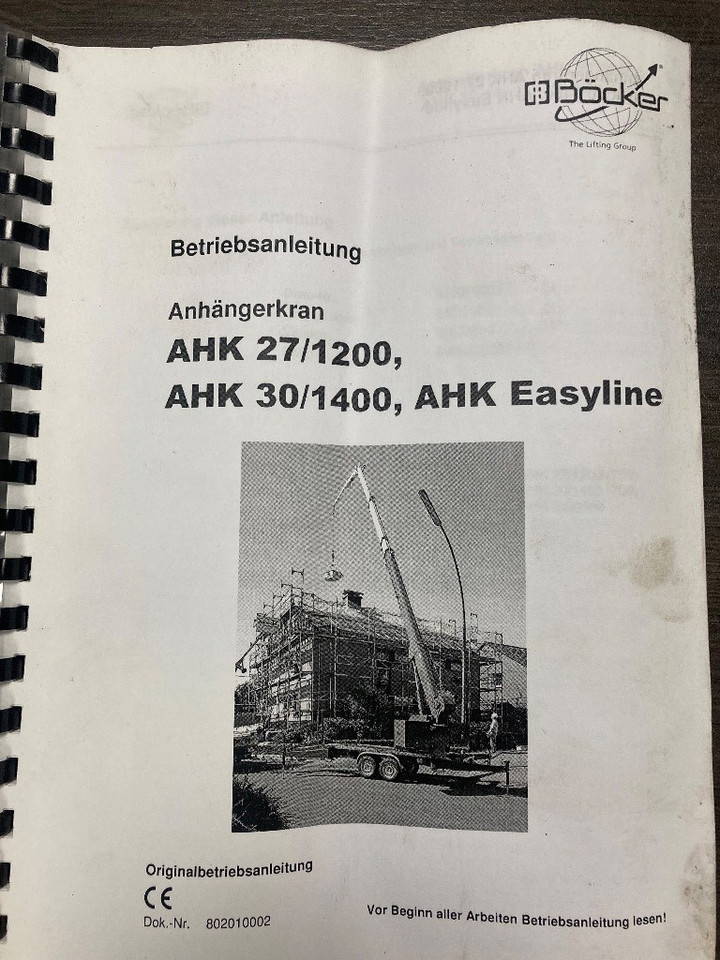 Böcker
The Lifting Group
Betriebsanleitung
Anhängerkran
AHK 27/1200,
AHK 30/1400, AHK Easyline
Originalbetriebsanleitung
CE
Dok.-Nr. 802010002
Vor Beginn aller Arbeiten Betriebsanleitung lesen!